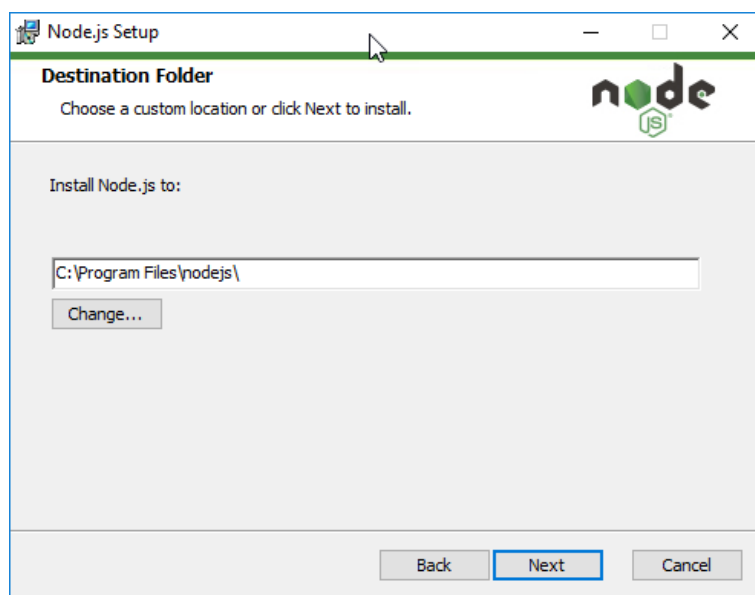 Node.js Setup
Destination Folder
Choose a custom location or click Next to install.
node
JS
Install Node.js to:
C:\Program Files\nodejs\
Change...
Back Next Cancel